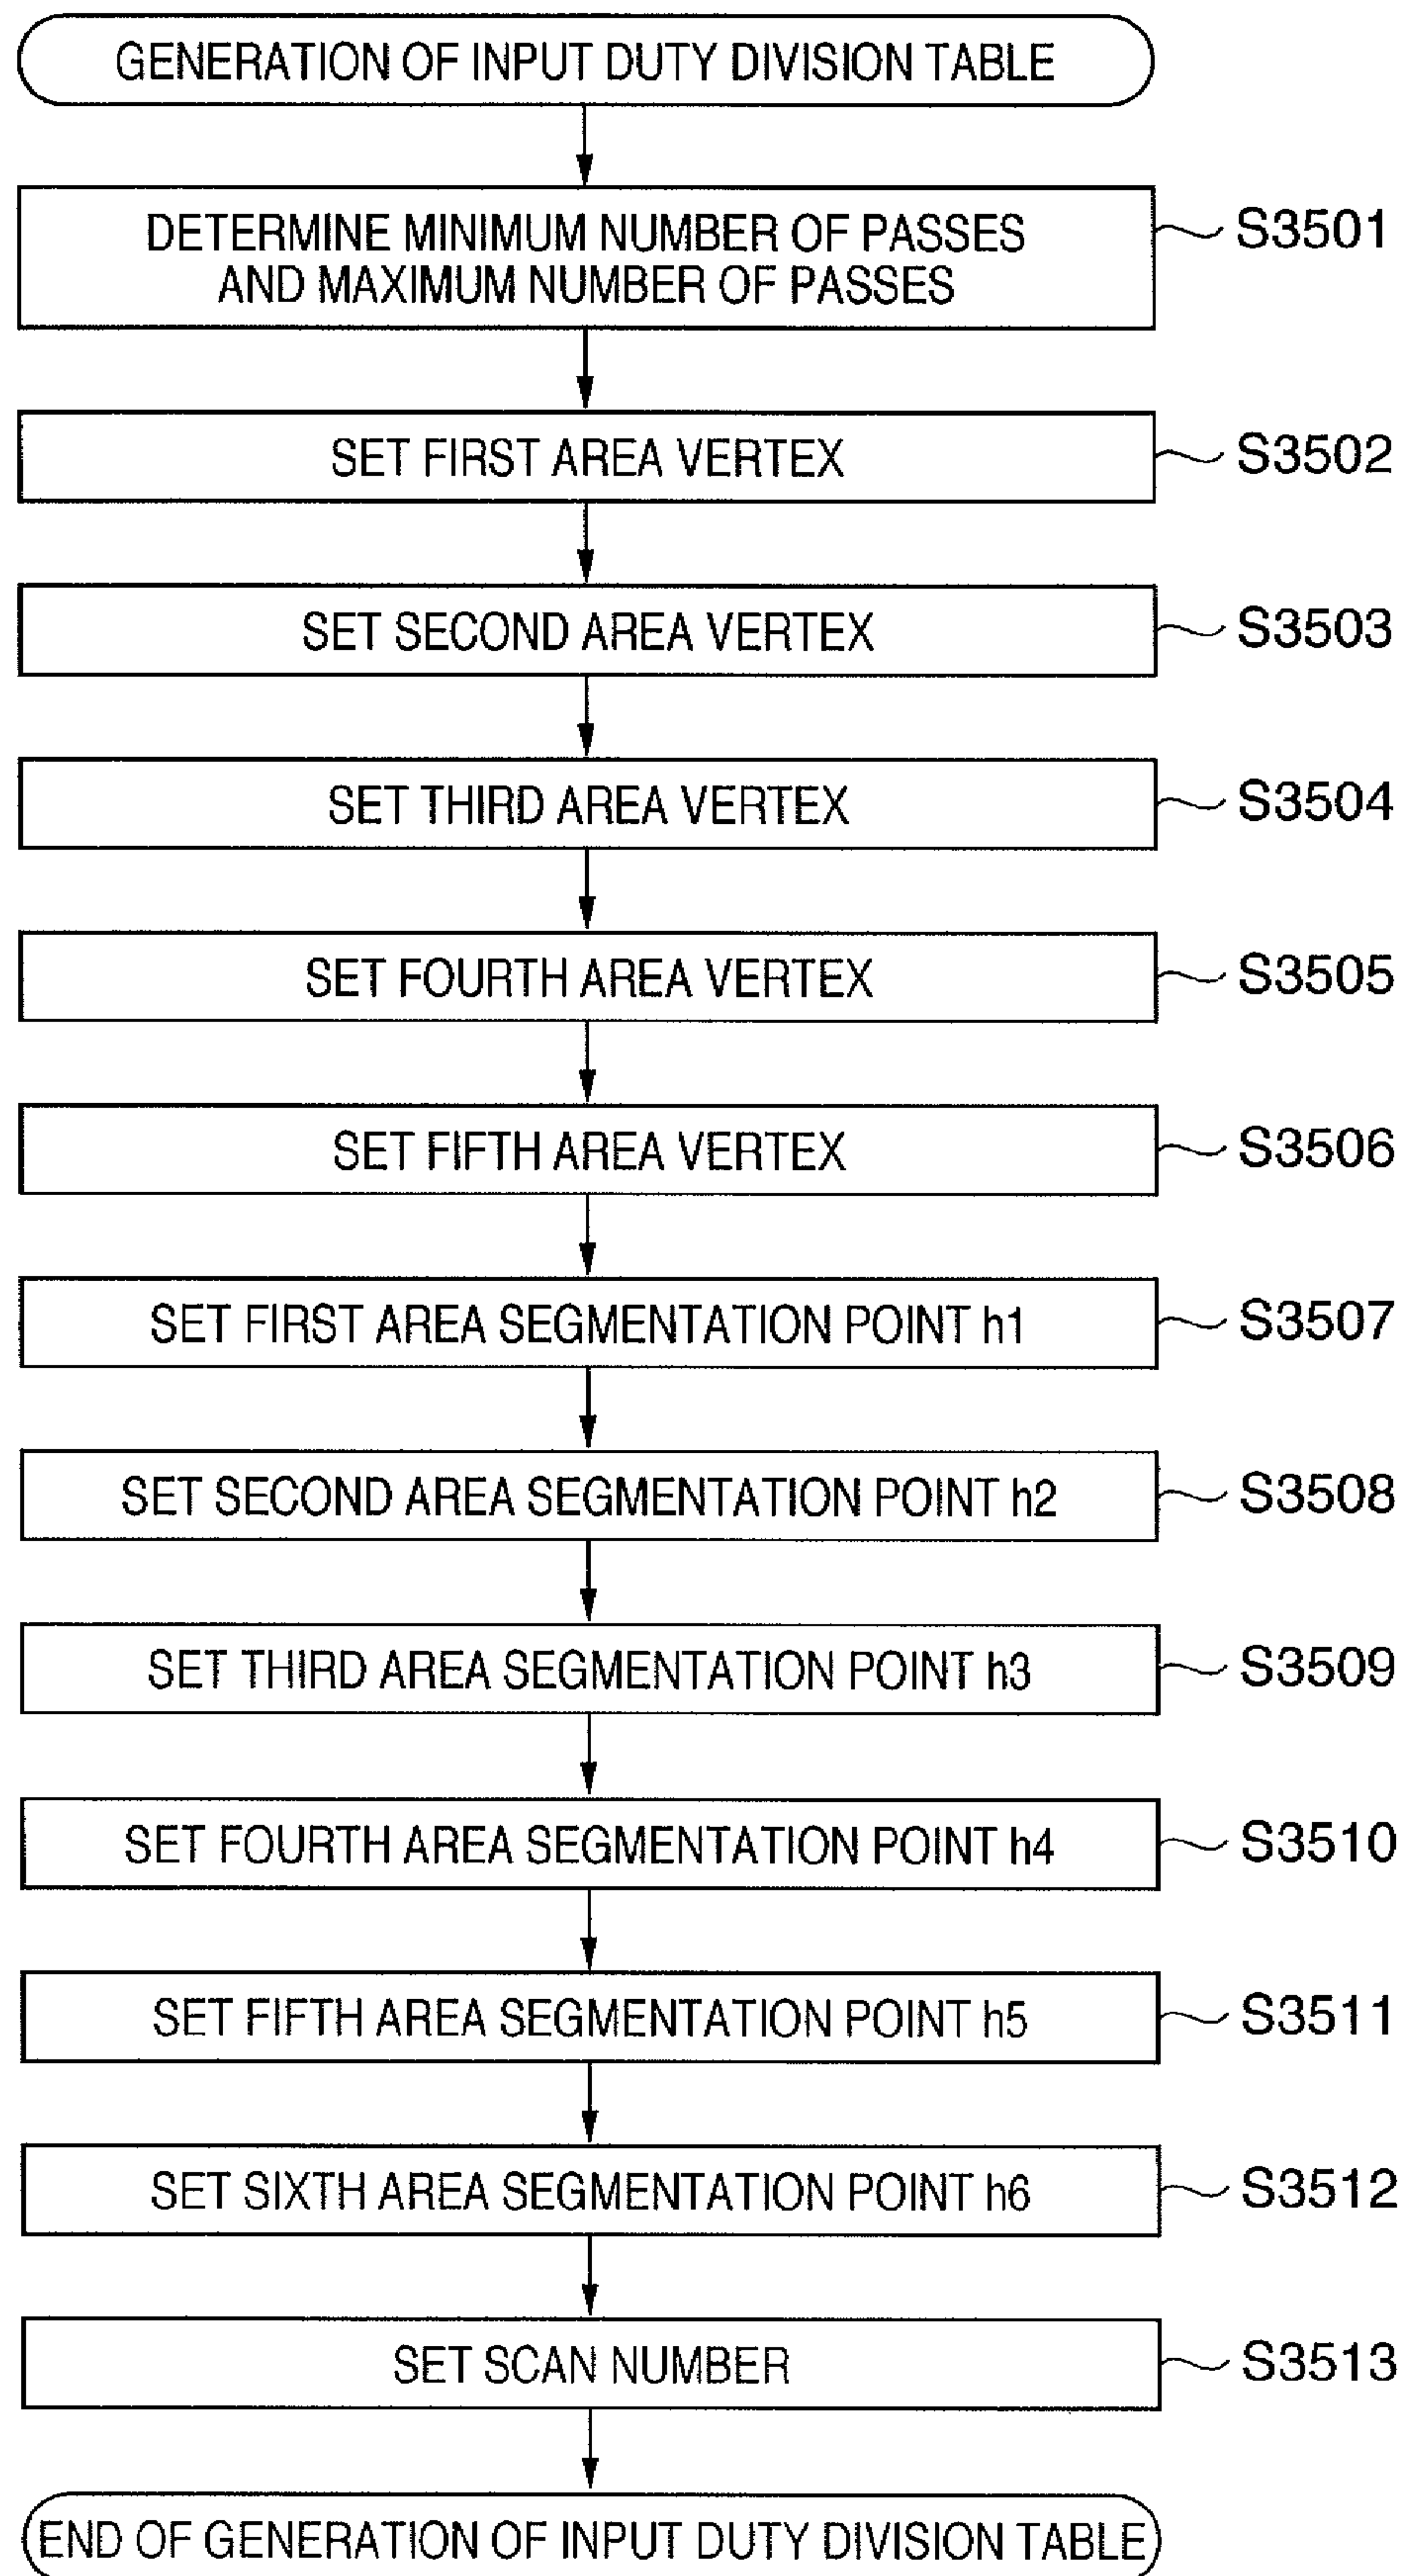 GENERATION OF INPUT DUTY DIVISION TABLE
DETERMINE MINIMUM NUMBER OF PASSES
AND MAXIMUM NUMBER OF PASSES
S3501
SET FIRST AREA VERTEX
S3502
SET SECOND AREA VERTEX
S3503
SET THIRD AREA VERTEX
S3504
SET FOURTH AREA VERTEX
S3505
SET FIFTH AREA VERTEX
S3506
SET FIRST AREA SEGMENTATION POINT h1
S3507
SET SECOND AREA SEGMENTATION POINT h2
S3508
SET THIRD AREA SEGMENTATION POINT h3
S3509
SET FOURTH AREA SEGMENTATION POINT h4
S3510
SET FIFTH AREA SEGMENTATION POINT h5
S3511
SET SIXTH AREA SEGMENTATION POINT h6
S3512
SET SCAN NUMBER
S3513
END OF GENERATION OF INPUT DUTY DIVISION TABLE